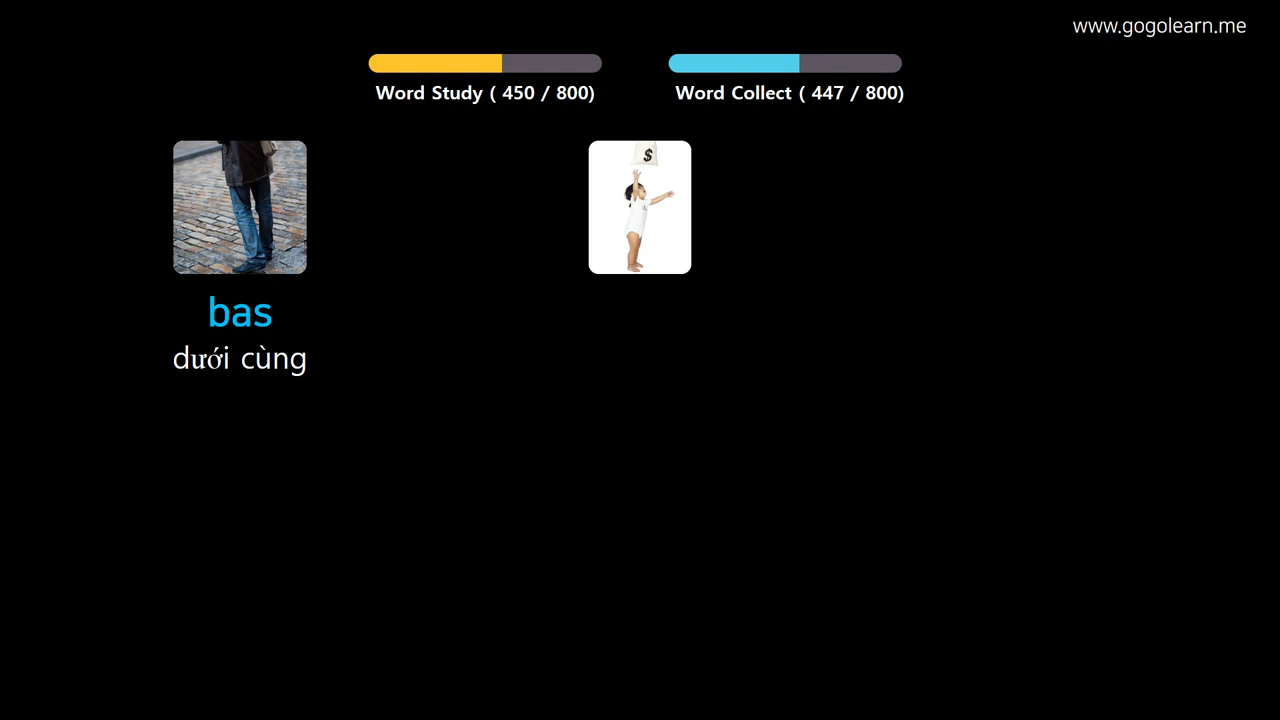 www.gogolearn.me
Word Study ( 450 / 800)
Word Collect ( 447 / 800)
$
bas
dưới cùng